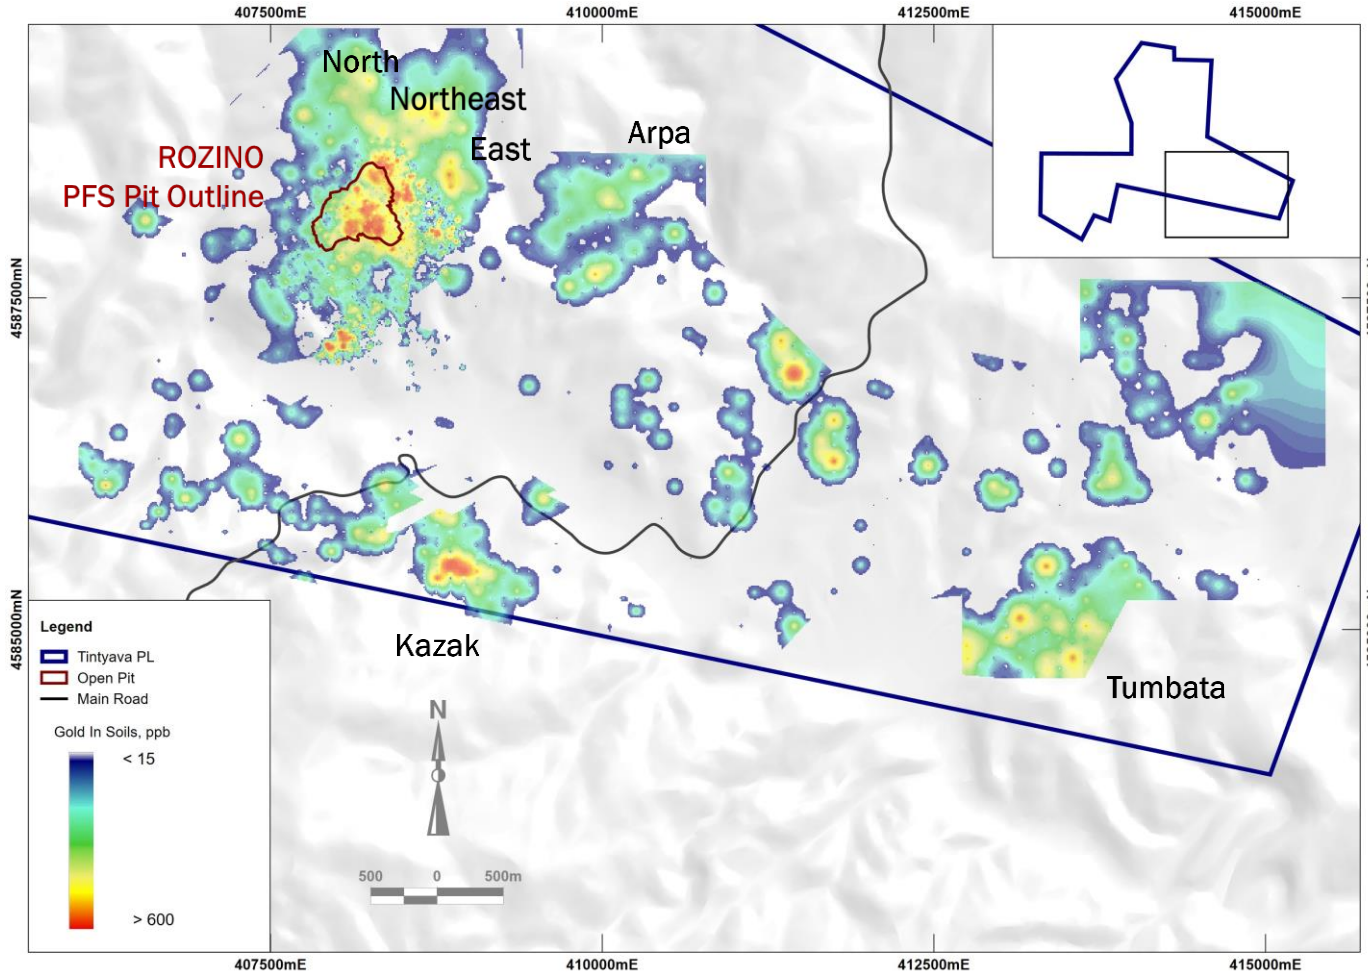 407500mE
410000mE
412500mE
415000mE
North
Northeast
East
Arpa
ROZINO
PFS Pit Outline
4587500mN
4585000mN
Kazak
Tumbata
Legend
Tintyava PL
Open Pit
Main Road
Gold In Soils, ppb
< 15
> 600
N
500
0
500m
407500mE
410000mE
412500mE
415000mE